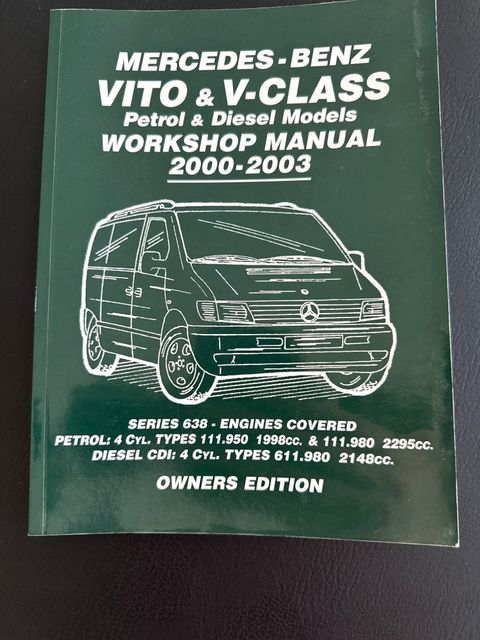 MERCEDES-BENZ
VITO & V-CLASS
Petrol & Diesel Models
WORKSHOP MANUAL
2000-2003
SERIES 638 - ENGINES COVERED
PETROL: 4 CYL. TYPES 111.950 1998CC. & 111.980 2295CC.
DIESEL CDI: 4 CYL. TYPES 611.980 2148CC.
OWNERS EDITION